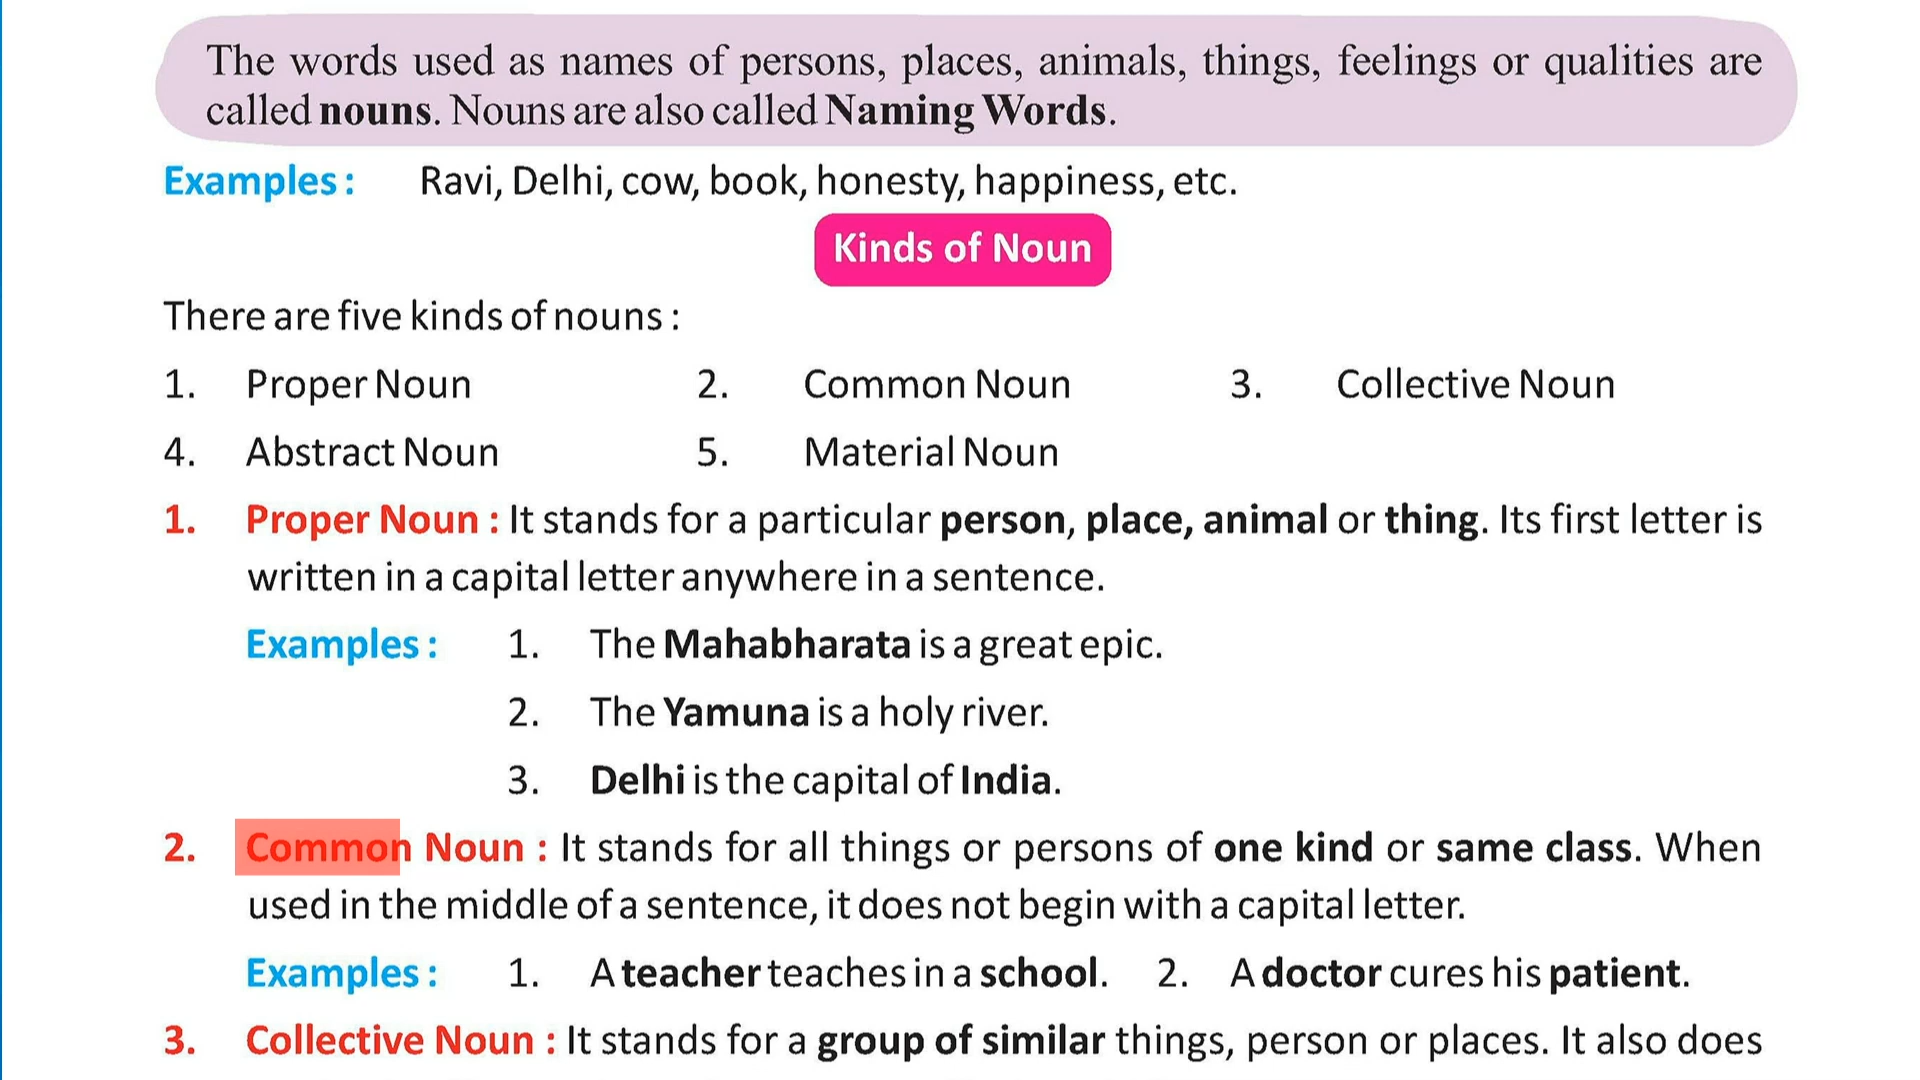 The words used as names of persons, places, animals, things, feelings or qualities are
called nouns. Nouns are also called Naming Words.
Examples : Ravi, Delhi, cow, book, honesty, happiness, etc.
Kinds of Noun
There are five kinds of nouns :
1. Proper Noun 2. Common Noun 3. Collective Noun
4. Abstract Noun 5. Material Noun
1. Proper Noun : It stands for a particular person, place, animal or thing. Its first letter is
written in a capital letter anywhere in a sentence.
Examples : 1. The Mahabharata is a great epic.
2. The Yamuna is a holy river.
3. Delhi is the capital of India.
2. Common Noun : It stands for all things or persons of one kind or same class. When
used in the middle of a sentence, it does not begin with a capital letter.
Examples : 1. A teacher teaches in a school. 2. A doctor cures his patient.
3. Collective Noun : It stands for a group of similar things, person or places. It also does